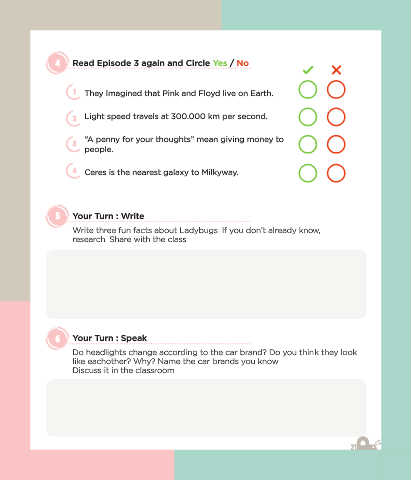 4 Read Episode 3 again and Circle Yes / No
1 They Imagined that Pink and Floyd live on Earth.
2 Light speed travels at 300.000 km per second.
3 "A penny for your thoughts" mean giving money to
people.
4 Ceres is the nearest galaxy to Milkyway.
5 Your Turn : Write
Write three fun facts about Ladybugs. If you don't already know,
research. Share with the class
6 Your Turn : Speak
Do headlights change according to the car brand? Do you think they look
like eachother? Why? Name the car brands you know
Discuss it in the classroom